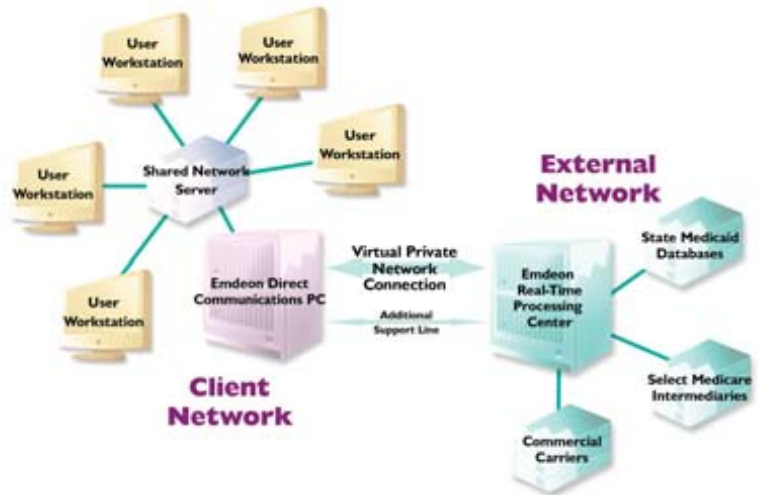 User
Workstation
User
Workstation
User
Workstation
User
Workstation
User
Workstation
Shared Network
Server
Emdeon Direct
Communications PC
Client
Network
Virtual Private
Network
Connection
Additional
Support Line
External
Network
Emdeon
Real-Time
Processing
Center
State Medicaid
Databases
Select Medicare
Intermediaries
Commercial
Carriers